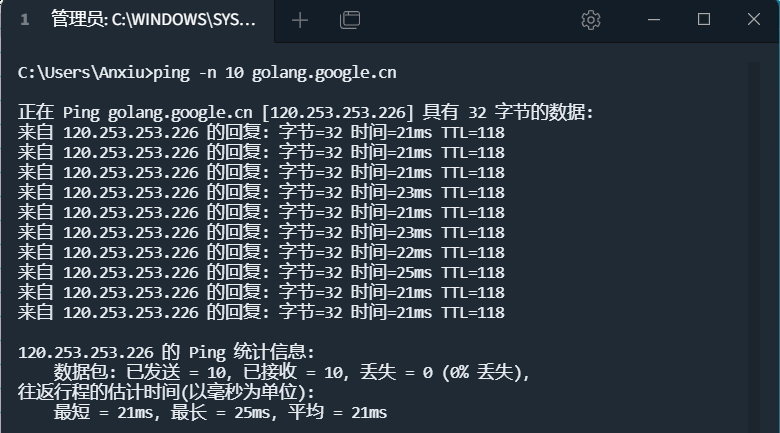 1 管理员: C:\WINDOWS\SYS...
C:\Users\Anxiu>ping -n 10 golang.google.cn
正在 Ping golang.google.cn [120.253.253.226] 具有 32 字节的数据:
来自 120.253.253.226 的回复: 字节=32 时间=21ms TTL=118
来自 120.253.253.226 的回复: 字节=32 时间=21ms TTL=118
来自 120.253.253.226 的回复: 字节=32 时间=21ms TTL=118
来自 120.253.253.226 的回复: 字节=32 时间=23ms TTL=118
来自 120.253.253.226 的回复: 字节=32 时间=21ms TTL=118
来自 120.253.253.226 的回复: 字节=32 时间=23ms TTL=118
来自 120.253.253.226 的回复: 字节=32 时间=22ms TTL=118
来自 120.253.253.226 的回复: 字节=32 时间=25ms TTL=118
来自 120.253.253.226 的回复: 字节=32 时间=21ms TTL=118
来自 120.253.253.226 的回复: 字节=32 时间=21ms TTL=118
120.253.253.226 的 Ping 统计信息:
数据包: 已发送 = 10, 已接收 = 10, 丢失 = 0 (0% 丢失),
往返行程的估计时间(以毫秒为单位):
最短 = 21ms, 最长 = 25ms, 平均 = 21ms